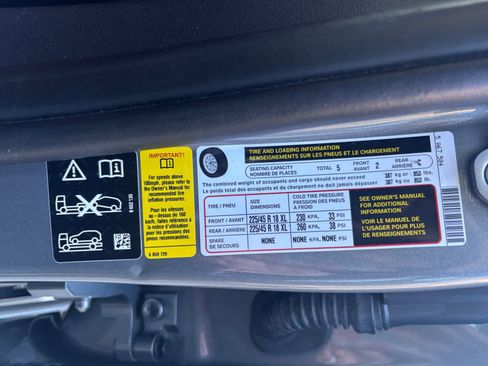 IMPORTANT!
For speeds above
100mph, please refer to
the Owner's Manual for
recommended tire
pressures.
Pour les vitesses
au - dessus de 160
km/h, faites référence à
la notice d'utilisation
pour les pressions des
pneus recommandées.
6 856 729
TIRE AND LOADING INFORMATION
RENSEIGNEMENTS SUR LES PNEUS ET LE CHARGEMENT
SEATING CAPACITY
NOMBRE DE PLACES
TOTAL 5
FRONT
AVANT 2
REAR
ARRIÈRE
The combined weight of occupants and cargo should never exceed 387 kg or 853 lb.
Le poids total des occupants et du chargement ne doit jamais dépasser 387 kg ou 853 lb.
TIRE / PNEU
SIZE
DIMENSIONS
COLD TIRE PRESSURE
PRESSION DES PNEUS
À FROID
FRONT / AVANT 225/45 R 18 XL 230 KPA, 33 PSI
REAR / ARRIÈRE 225/45 R 18 XL 260 KPA, 38 PSI
SPARE
DE SECOURS NONE NONE KPA, NONE PSI
SEE OWNER'S MANUAL
FOR ADDITIONAL
INFORMATION
VOIR LE MANUEL DE
L'USAGER POUR PLUS
DE RENSEIGNEMENTS